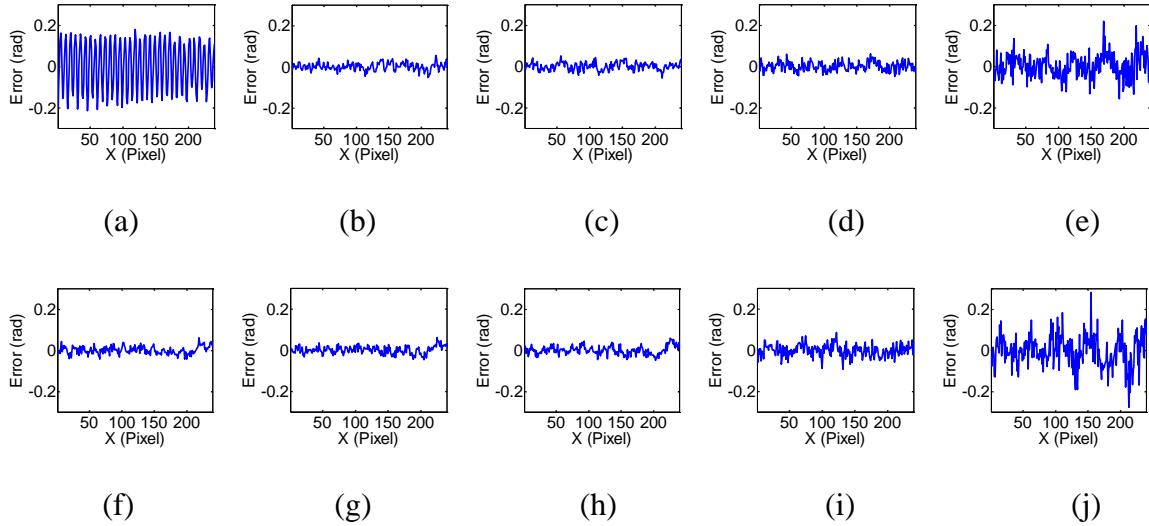 0.2
0
-0.2
Error (rad)
50 100 150 200
X (Pixel)
(a)
0.2
0
-0.2
Error (rad)
50 100 150 200
X (Pixel)
(b)
0.2
0
-0.2
Error (rad)
50 100 150 200
X (Pixel)
(c)
0.2
0
-0.2
Error (rad)
50 100 150 200
X (Pixel)
(d)
0.2
0
-0.2
Error (rad)
50 100 150 200
X (Pixel)
(e)
0.2
0
-0.2
Error (rad)
50 100 150 200
X (Pixel)
(f)
0.2
0
-0.2
Error (rad)
50 100 150 200
X (Pixel)
(g)
0.2
0
-0.2
Error (rad)
50 100 150 200
X (Pixel)
(h)
0.2
0
-0.2
Error (rad)
50 100 150 200
X (Pixel)
(i)
0.2
0
-0.2
Error (rad)
50 100 150 200
X (Pixel)
(j)